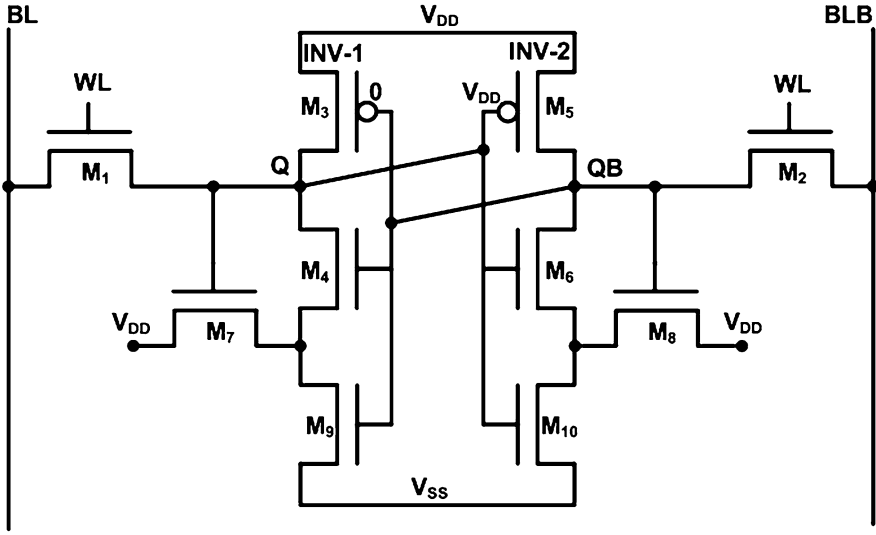 BL
V_DD
BLB
INV-1
INV-2
WL
M_3
0
V_DD
M_5
WL
M_1
Q
QB
M_2
M_4
M_6
V_DD
M_7
M_8
V_DD
M_9
M_10
V_SS